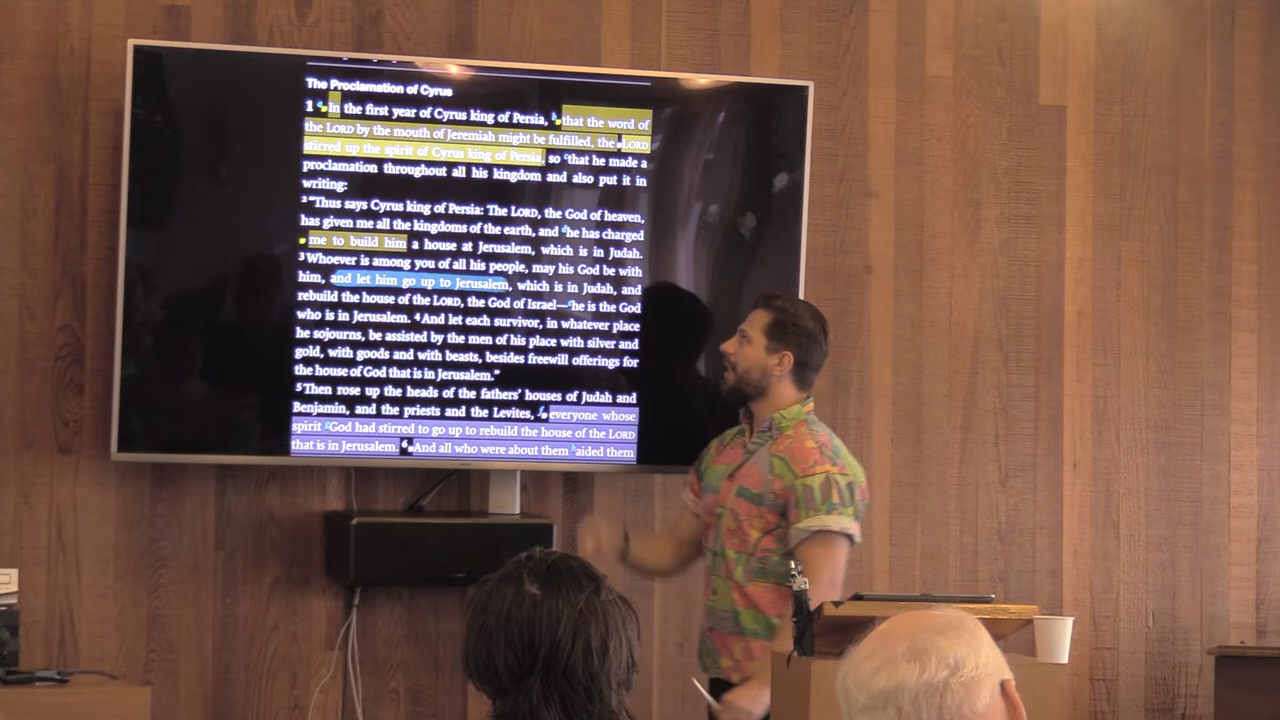 The Proclamation of Cyrus
1 a In the first year of Cyrus king of Persia, b that the word of
the LORD by the mouth of Jeremiah might be fulfilled, the LORD
stirred up the spirit of Cyrus king of Persia, so c that he made a
proclamation throughout all his kingdom and also put it in
writing:
2 “Thus says Cyrus king of Persia: The LORD, the God of heaven,
has given me all the kingdoms of the earth, and d he has charged
me to build him a house at Jerusalem, which is in Judah.
3 Whoever is among you of all his people, may his God be with
him, and let him go up to Jerusalem, which is in Judah, and
rebuild the house of the LORD, the God of Israel—e he is the God
who is in Jerusalem. 4 And let each survivor, in whatever place
he sojourns, be assisted by the men of his place with silver and
gold, with goods and with beasts, besides freewill offerings for
the house of God that is in Jerusalem.”
5 Then rose up the heads of the fathers’ houses of Judah and
Benjamin, and the priests and the Levites, f everyone whose
spirit g God had stirred to go up to rebuild the house of the LORD
that is in Jerusalem. 6 And all who were about them h aided them